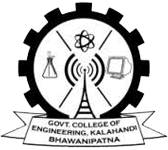 GOVT. COLLEGE OF
ENGINEERING, KALAHANDI
BHAWANIPATNA